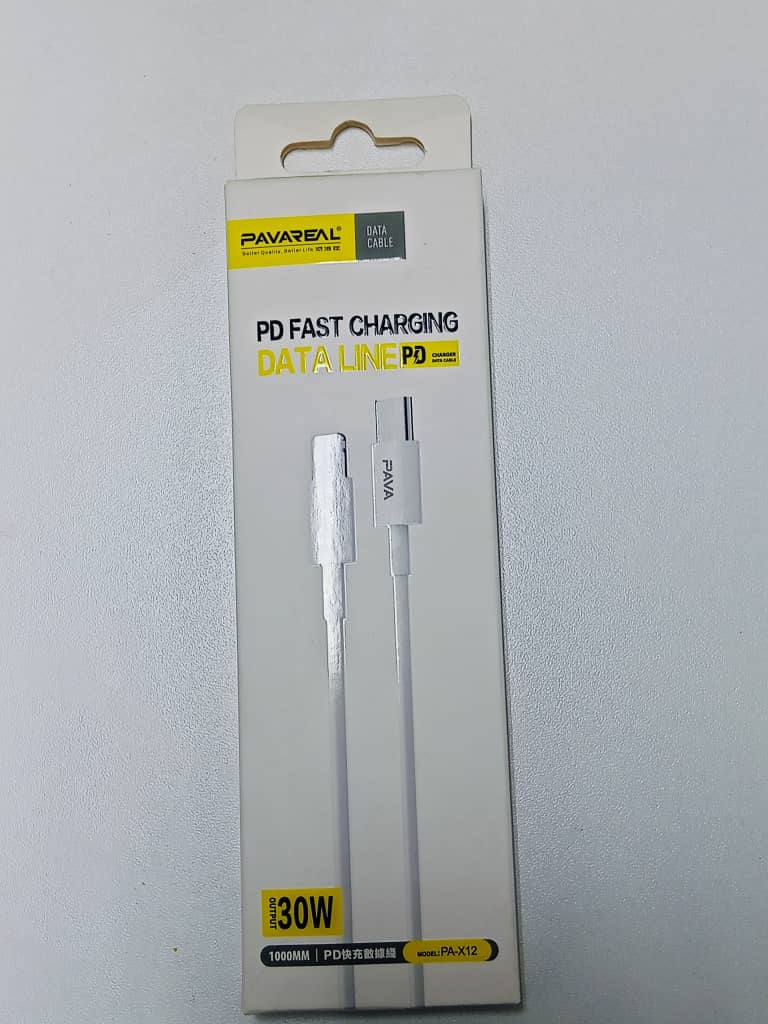 PAVAREAL®
Better Quality, Better Life
DATA
CABLE
PD FAST CHARGING
DATA LINE PD CHARGER
DATA CABLE
PAVA
OUTPUT 30W
1000MM | PD快充數據綫 MODEL: PA-X12